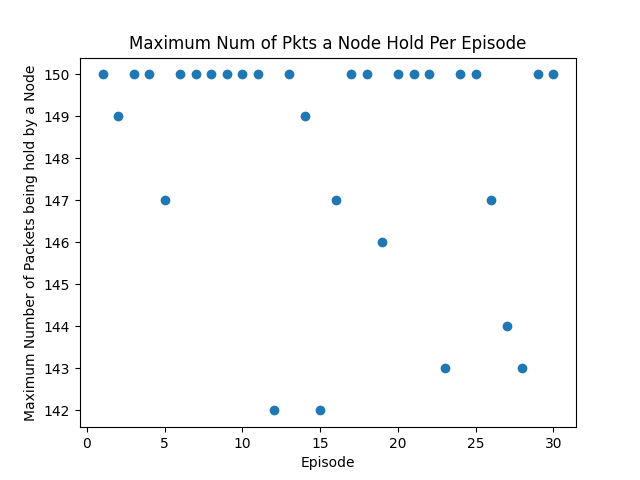 Maximum Num of Pkts a Node Hold Per Episode
Maximum Number of Packets being hold by a Node
150
149
148
147
146
145
144
143
142
0 5 10 15 20 25 30
Episode